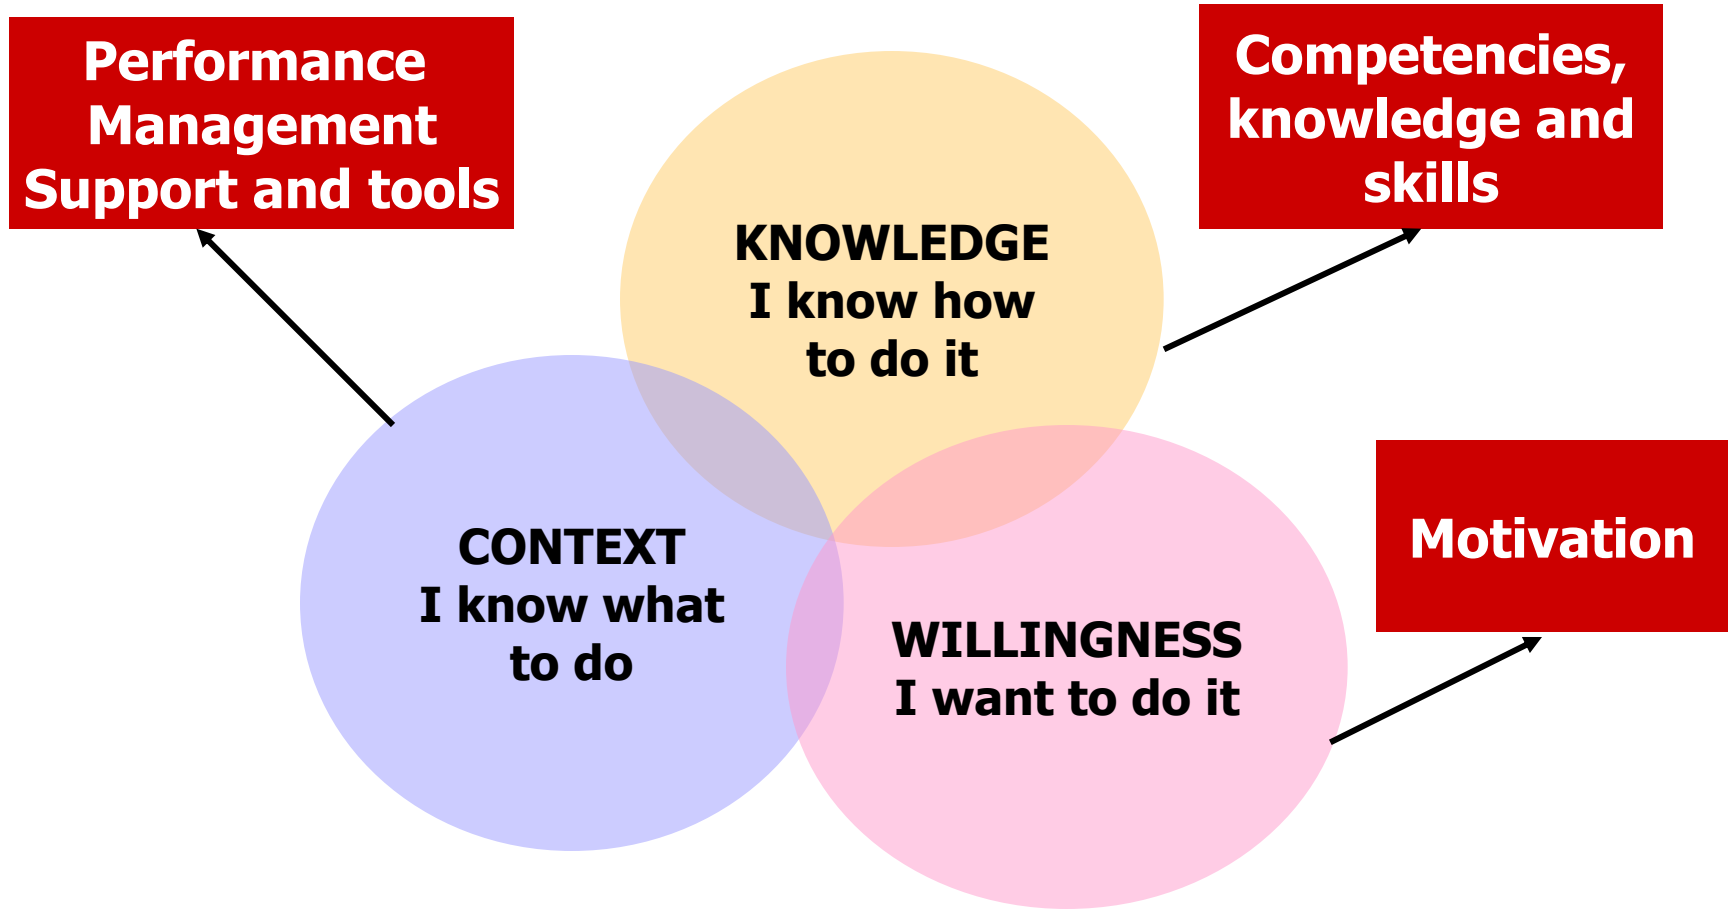 Performance
Management
Support and tools
Competencies,
knowledge and
skills
KNOWLEDGE
I know how
to do it
CONTEXT
I know what
to do
WILLINGNESS
I want to do it
Motivation